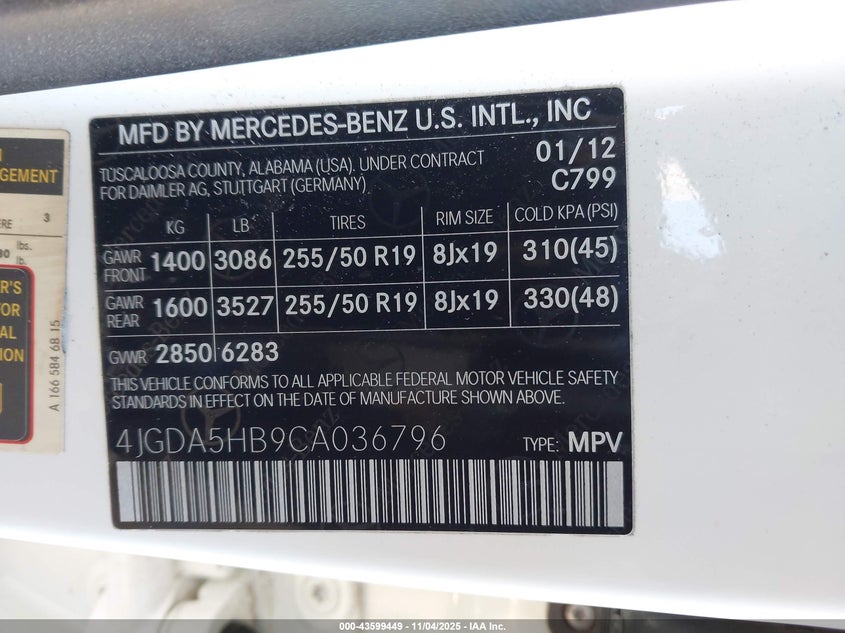 MFD BY MERCEDES-BENZ U.S. INTL., INC
TUSCALOOSA COUNTY, ALABAMA (USA). UNDER CONTRACT
FOR DAIMLER AG, STUTTGART (GERMANY)
01/12
C799
KG LB TIRES RIM SIZE COLD KPA(PSI)
GAWR FRONT 1400 3086 255/50 R19 8Jx19 310(45)
GAWR REAR 1600 3527 255/50 R19 8Jx19 330(48)
GVWR 2850 6283
THIS VEHICLE CONFORMS TO ALL APPLICABLE FEDERAL MOTOR VEHICLE SAFETY
STANDARDS IN EFFECT ON THE DATE OF MANUFACTURE SHOWN ABOVE.
4JGDA5HB9CA036796 TYPE: MPV
3
lbs.
lb.
A 166 584 68 15
000-43599449 - 11/04/2025 - IAA Inc.